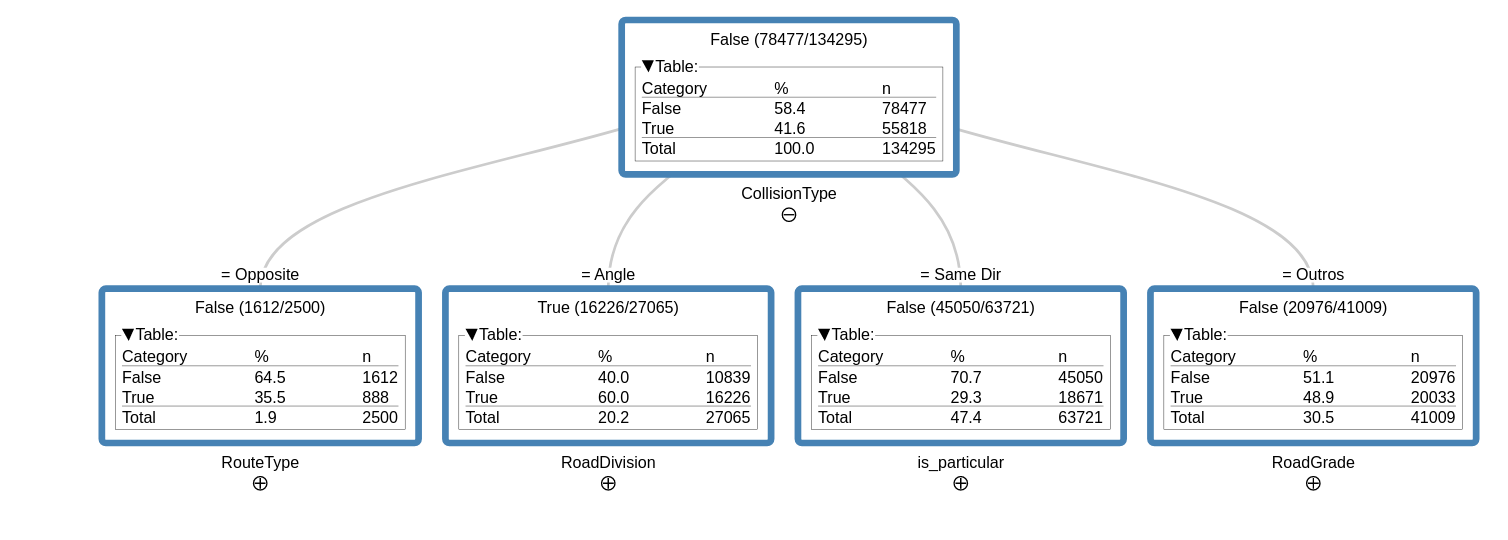 False (78477/134295)
▼Table:
Category % n
False 58.4 78477
True 41.6 55818
Total 100.0 134295
CollisionType
= Opposite
False (1612/2500)
▼Table:
Category % n
False 64.5 1612
True 35.5 888
Total 1.9 2500
RouteType
= Angle
True (16226/27065)
▼Table:
Category % n
False 40.0 10839
True 60.0 16226
Total 20.2 27065
RoadDivision
= Same Dir
False (45050/63721)
▼Table:
Category % n
False 70.7 45050
True 29.3 18671
Total 47.4 63721
is_particular
= Outros
False (20976/41009)
▼Table:
Category % n
False 51.1 20976
True 48.9 20033
Total 30.5 41009
RoadGrade